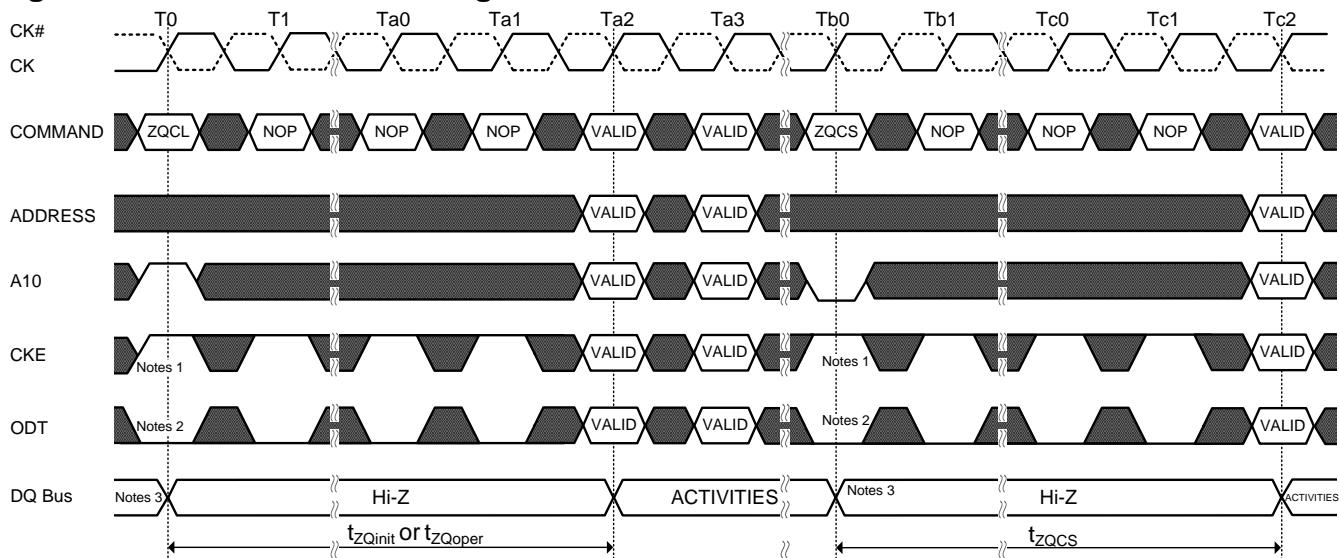 T0 T1 Ta0 Ta1 Ta2 Ta3 Tb0 Tb1 Tc0 Tc1 Tc2
CK#
CK
COMMAND ZQCL NOP NOP NOP VALID VALID ZQCS NOP NOP NOP VALID
ADDRESS VALID VALID VALID
A10 VALID VALID VALID
CKE Notes 1 VALID VALID Notes 1 VALID
ODT Notes 2 VALID VALID Notes 2 VALID
DQ Bus Notes 3 Hi-Z ACTIVITIES Notes 3 Hi-Z ACTIVITIES
tZQinit or tZQoper tZQCS